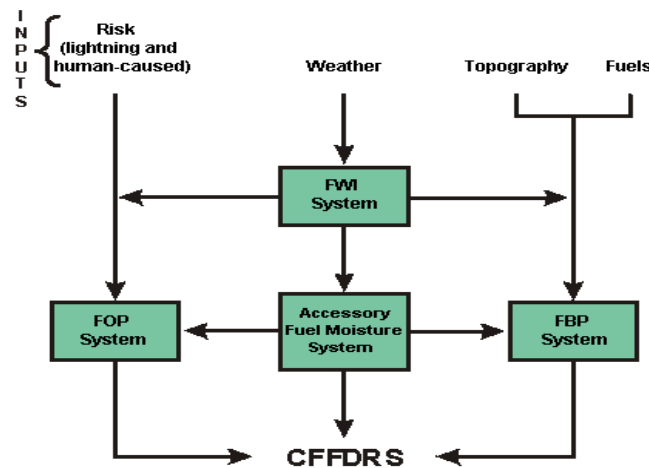 INPUTS
Risk
(lightning and
human-caused)
Weather
Topography
Fuels
FWI
System
FOP
System
Accessory
Fuel Moisture
System
FBP
System
CFFDRS